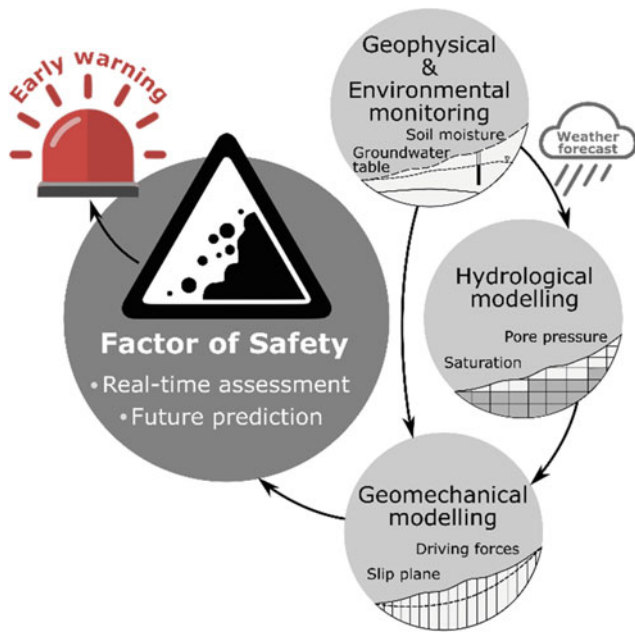 Early warning
Geophysical
&
Environmental
monitoring
Soil moisture
Groundwater
table
Weather
forecast
Hydrological
modelling
Pore pressure
Saturation
Factor of Safety
• Real-time assessment
• Future prediction
Geomechanical
modelling
Driving forces
Slip plane